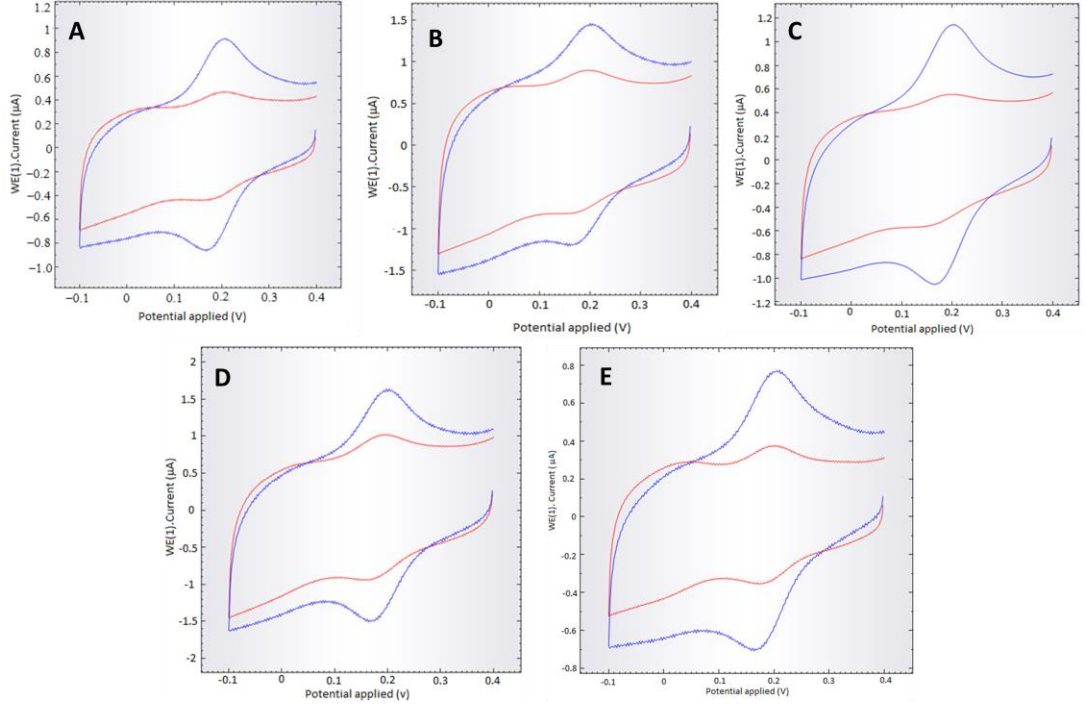 A
WE(1).Current (µA)
1.2
1
0.8
0.6
0.4
0.2
0
−0.2
−0.4
−0.6
−0.8
−1.0
−0.1 0 0.1 0.2 0.3 0.4
Potential applied (V)
B
WE(1).Current (µA)
1.5
1
0.5
0
-0.5
-1
-1.5
-0.1 0 0.1 0.2 0.3 0.4
Potential applied (V)
C
WE(1).Current (µA)
1.2
1
0.8
0.6
0.4
0.2
0
-0.2
-0.4
-0.6
-0.8
-1.0
-1.2
-0.1 0 0.1 0.2 0.3 0.4
Potential applied (V)
D
WE(1).Current (µA)
2
1.5
1
0.5
0
-0.5
-1
-1.5
-2
-0.1 0 0.1 0.2 0.3 0.4
Potential applied (v)
E
WE(1). Current (µA)
0.8
0.6
0.4
0.2
0
-0.2
-0.4
-0.6
-0.8
-0.1 0 0.1 0.2 0.3 0.4
Potential applied (V)